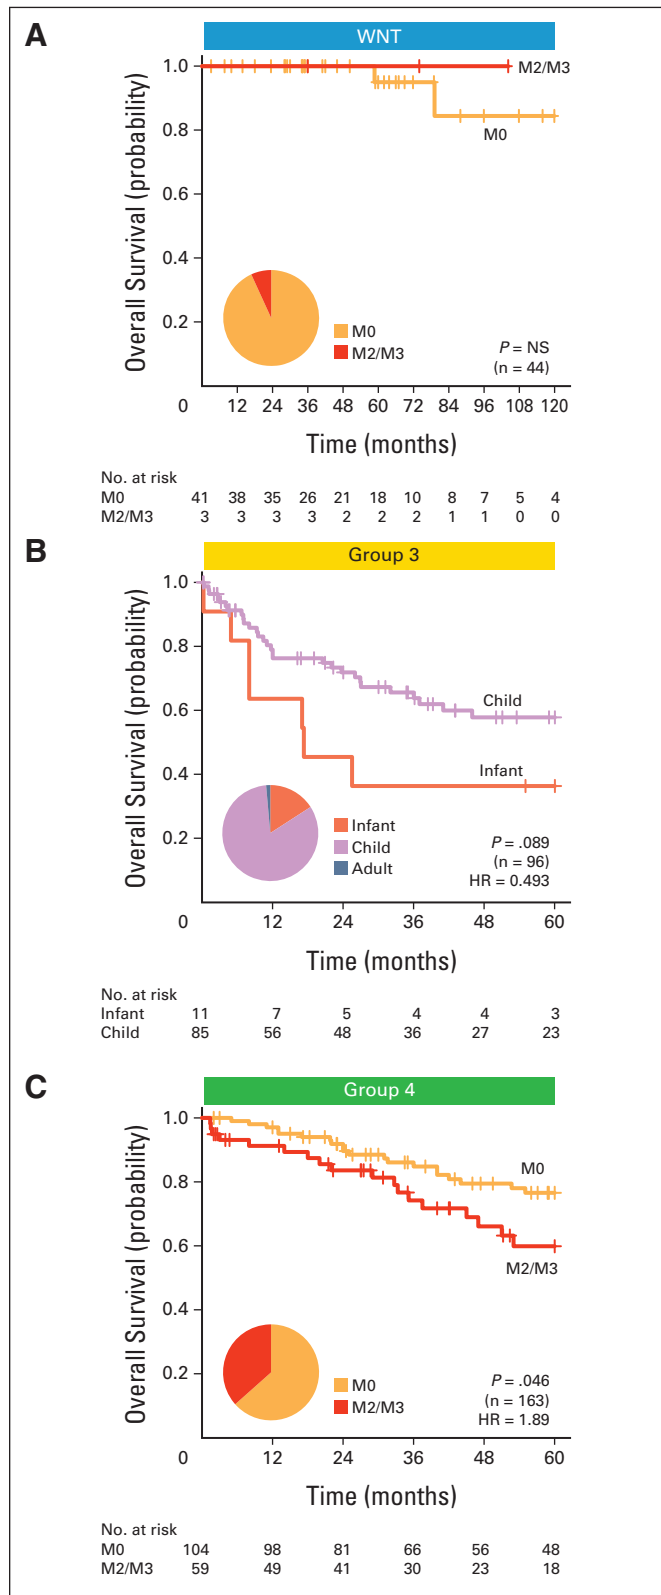 A
WNT
Overall Survival (probability)
1.0
0.8
0.6
0.4
0.2
M2/M3
M0
M0
M2/M3
P = NS
(n = 44)
0 12 24 36 48 60 72 84 96 108 120
Time (months)
No. at risk
M0 41 38 35 26 21 18 10 8 7 5 4
M2/M3 3 3 3 3 2 2 2 1 1 0 0
B
Group 3
Overall Survival (probability)
1.0
0.8
0.6
0.4
0.2
Child
Infant
Infant
Child
Adult
P = .089
(n = 96)
HR = 0.493
0 12 24 36 48 60
Time (months)
No. at risk
Infant 11 7 5 4 4 3
Child 85 56 48 36 27 23
C
Group 4
Overall Survival (probability)
1.0
0.8
0.6
0.4
0.2
M0
M2/M3
M0
M2/M3
P = .046
(n = 163)
HR = 1.89
0 12 24 36 48 60
Time (months)
No. at risk
M0 104 98 81 66 56 48
M2/M3 59 49 41 30 23 18